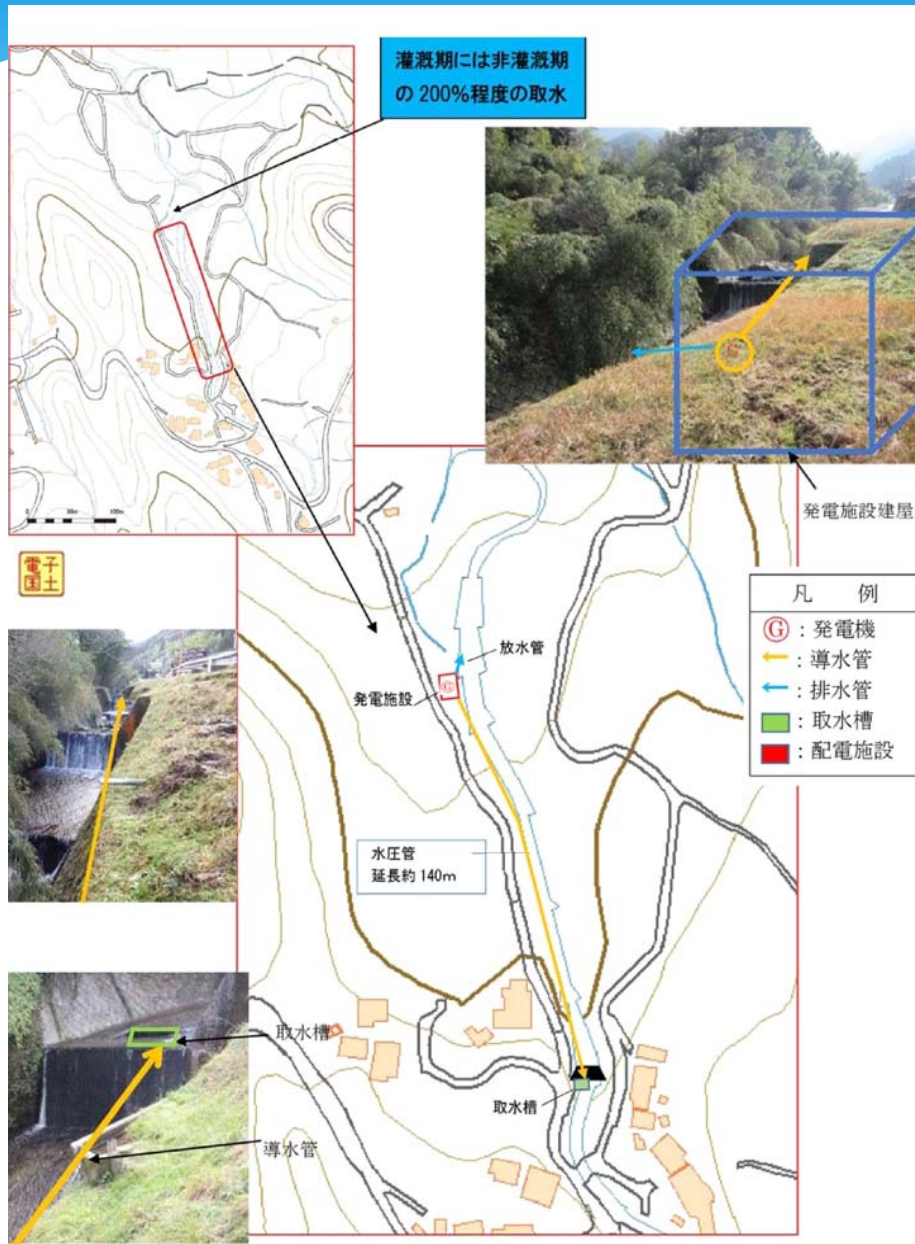 灌漑期には非灌漑期
の 200%程度の取水
0 50m 100m
電子
国土
G
発電施設建屋
凡 例
G : 発電機
: 導水管
: 排水管
: 取水槽
: 配電施設
放水管
発電施設
G
水圧管
延長約 140m
取水槽
取水槽
導水管